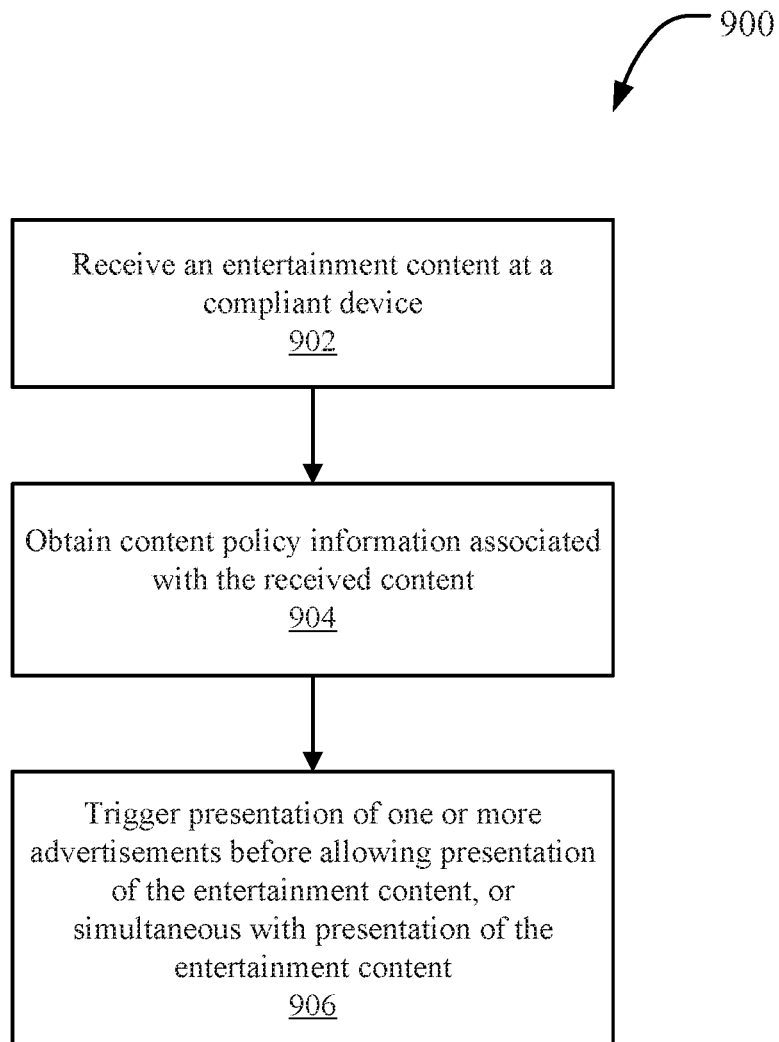 900
Receive an entertainment content at a
compliant device
902
Obtain content policy information associated
with the received content
904
Trigger presentation of one or more
advertisements before allowing presentation
of the entertainment content, or
simultaneous with presentation of the
entertainment content
906